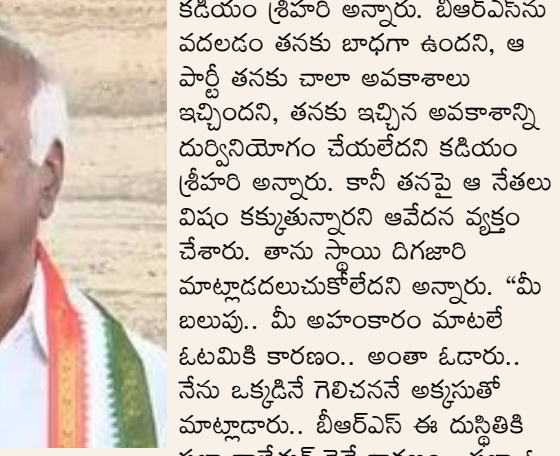 కడియం శ్రీహరి అన్నారు. బీఆర్ఎస్‌ను
వదలడం తనకు బాధగా ఉందని, ఆ
పార్టీ తనకు చాలా అవకాశాలు
ఇచ్చిందని, తనకు ఇచ్చిన అవకాశాన్ని
దుర్వినియోగం చేయలేదని కడియం
శ్రీహరి అన్నారు. కానీ తనపై ఆ నేతలు
విషం కక్కుతున్నారని ఆవేదన వ్యక్తం
చేశారు. తాను స్థాయి దిగజారి
మాట్లాడదలుచుకోలేదని అన్నారు. “మీ
బలుపు.. మీ అహంకారం మాటలే
ఓటమికి కారణం.. అంతా ఓడారు..
నేను ఒక్కడినే గెలిచననే అక్కసుతో
మాట్లాడారు.. బీఆర్ఎస్ ఈ దుస్థితికి